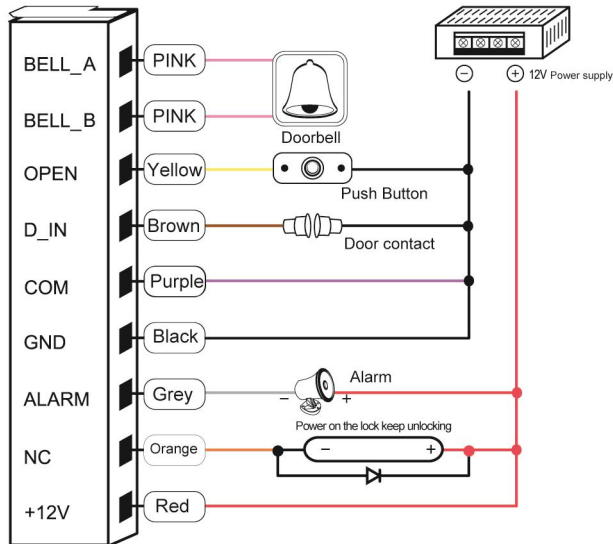 BELL_A PINK
BELL_B PINK
Doorbell
− + 12V Power supply
OPEN Yellow
Push Button
D_IN Brown
Door contact
COM Purple
GND Black
ALARM Grey
− + Alarm
Power on the lock keep unlocking
NC Orange
− +
+12V Red